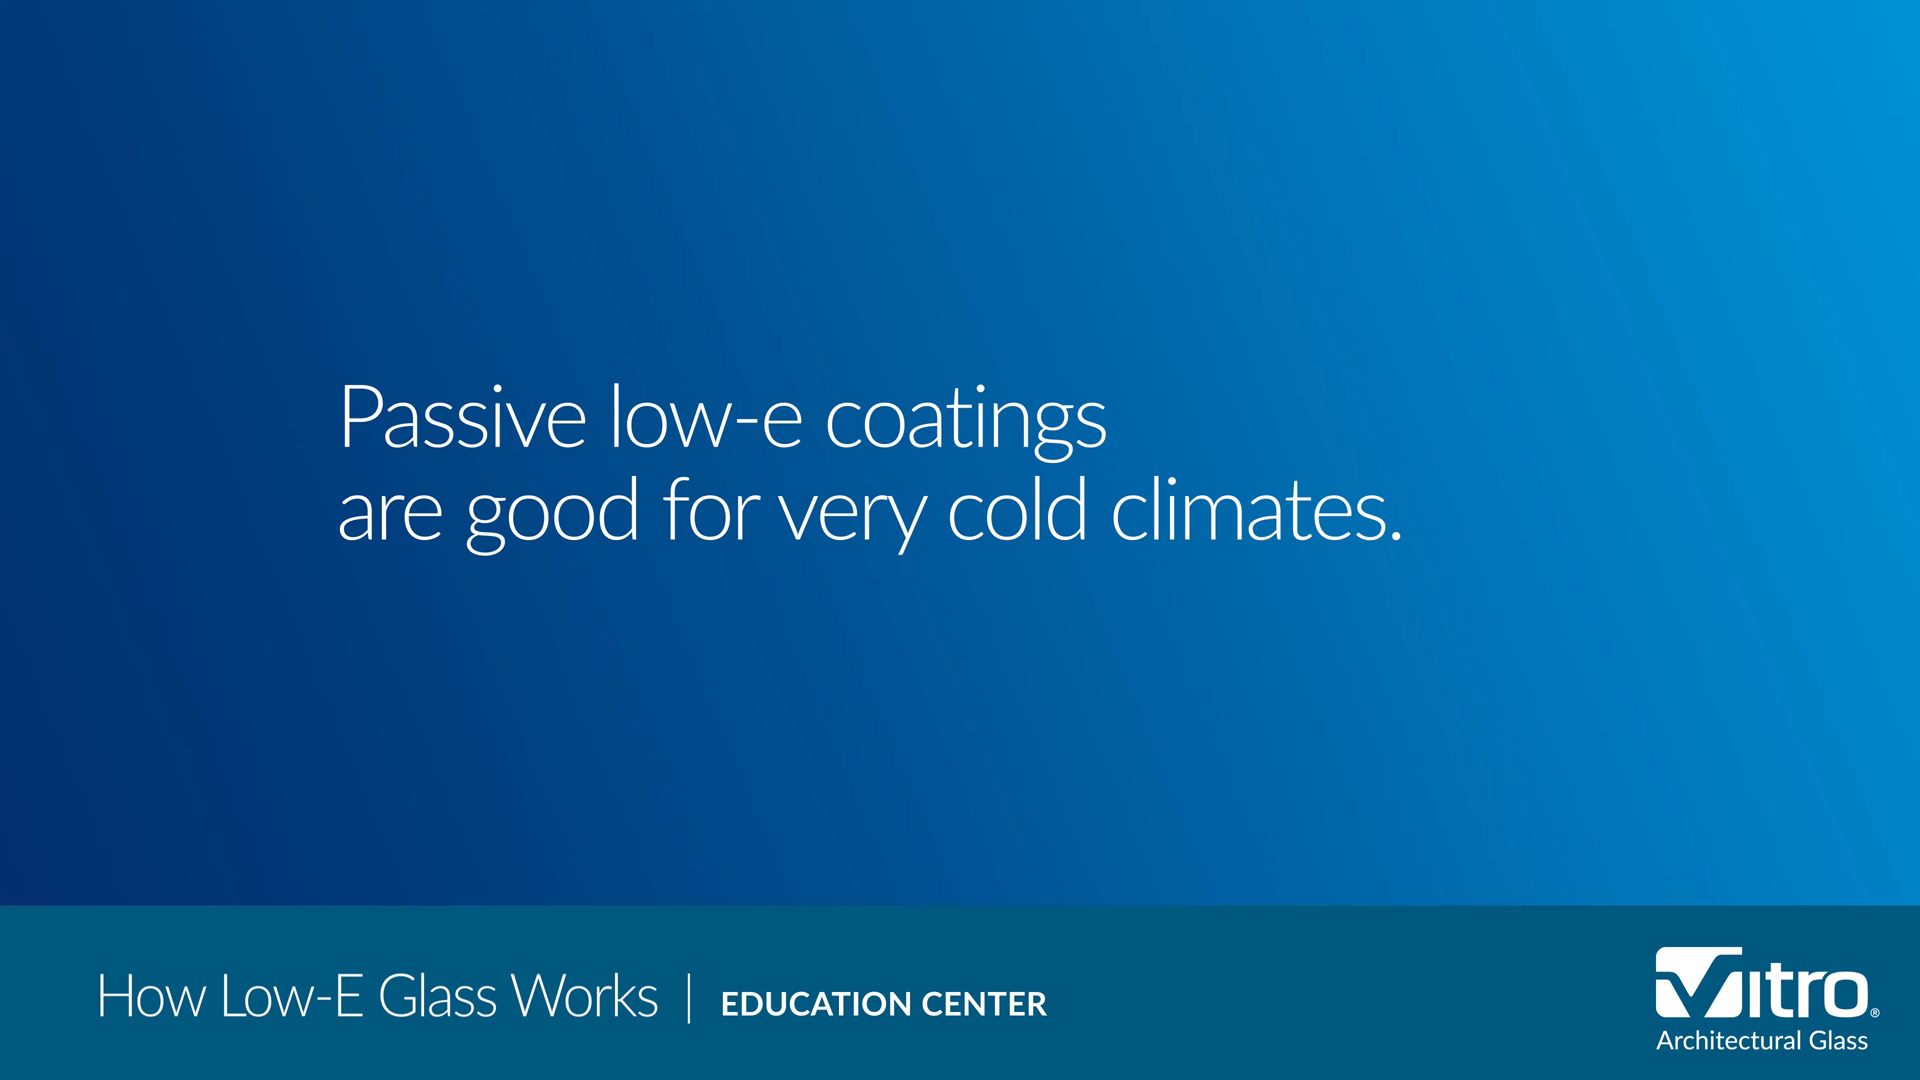 Passive low-e coatings
are good for very cold climates.
How Low-E Glass Works | EDUCATION CENTER
Vitro®
Architectural Glass